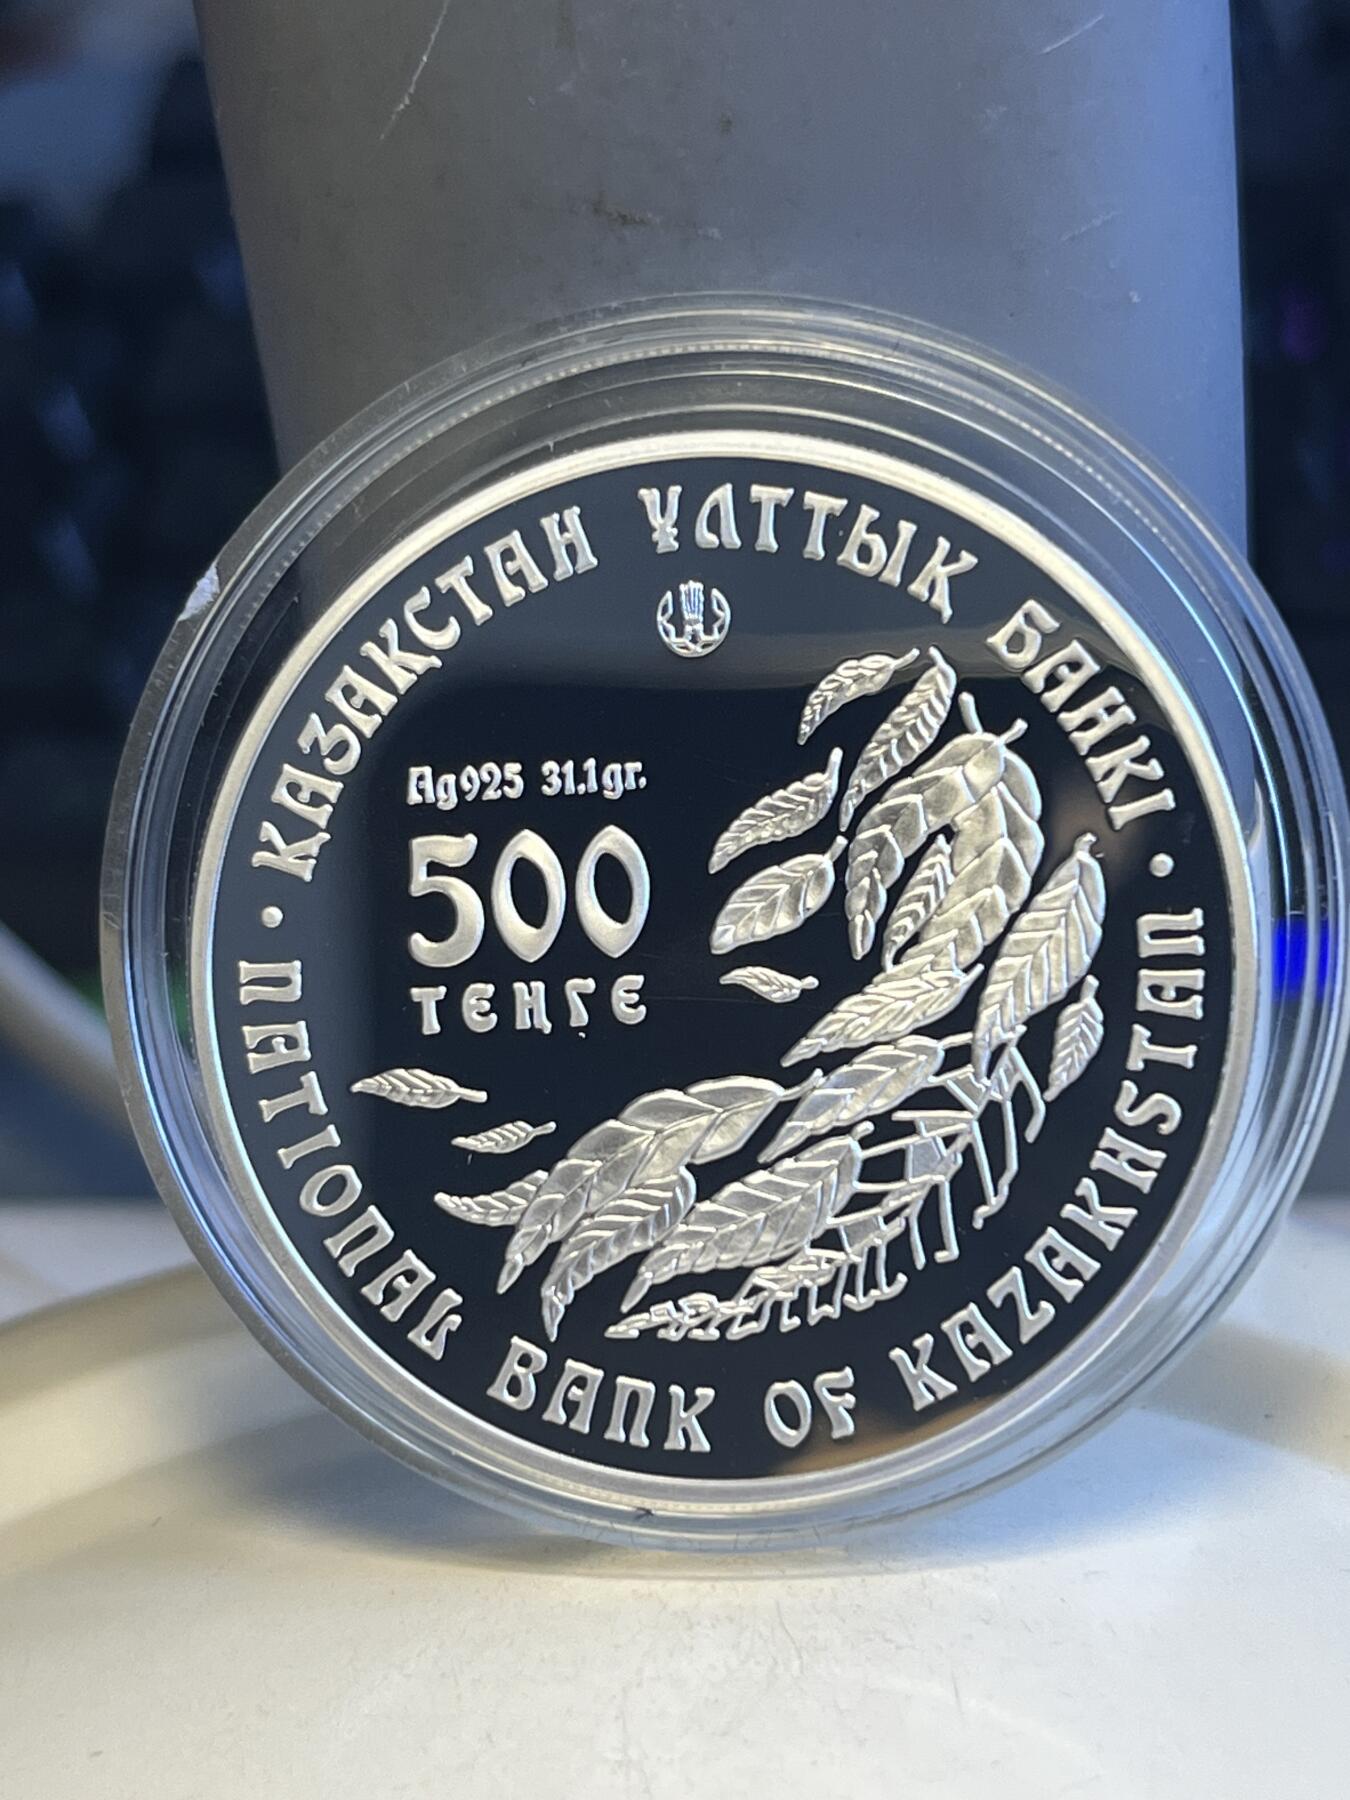 ҚАЗАҚСТАН ҰЛТТЫҚ БАНКІ
Ag925 31.1gr.
500
ТЕҢГЕ
NATIONAL BANK OF KAZAKHSTAN